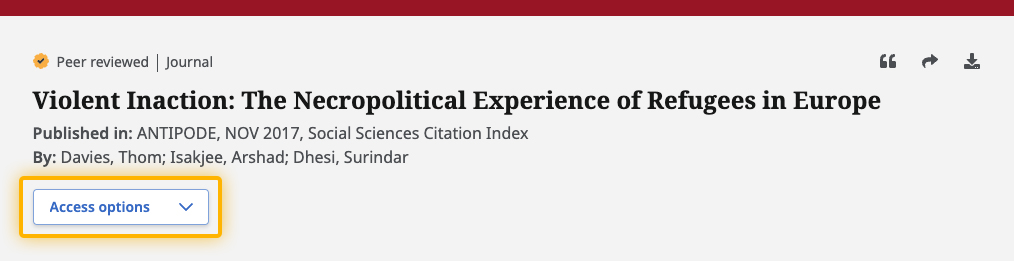 Peer reviewed | Journal
Violent Inaction: The Necropolitical Experience of Refugees in Europe
Published in: ANTIPODE, NOV 2017, Social Sciences Citation Index
By: Davies, Thom; Isakjee, Arshad; Dhesi, Surindar
Access options